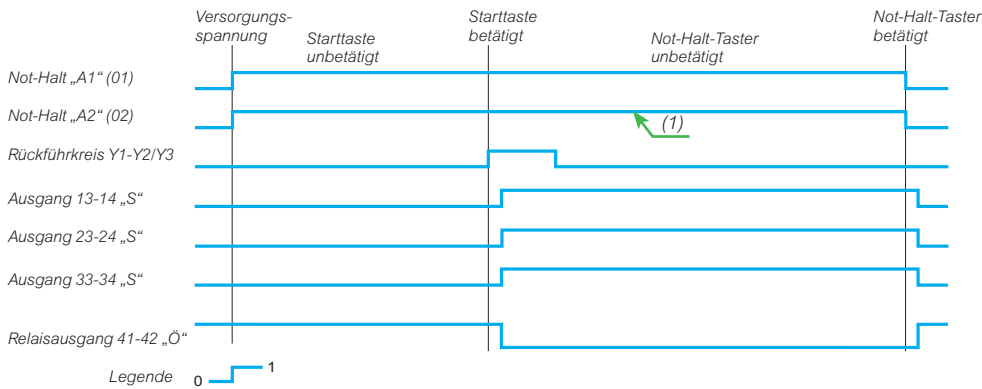 Versorgungs-
spannung
Starttaste
unbetätigt
Starttaste
betätigt
Not-Halt-Taster
unbetätigt
Not-Halt-Taster
betätigt
Not-Halt „A1“ (01)
Not-Halt „A2“ (02)
(1)
Rückführkreis Y1-Y2/Y3
Ausgang 13-14 „S“
Ausgang 23-24 „S“
Ausgang 33-34 „S“
Relaisausgang 41-42 „Ö“
Legende 0 1